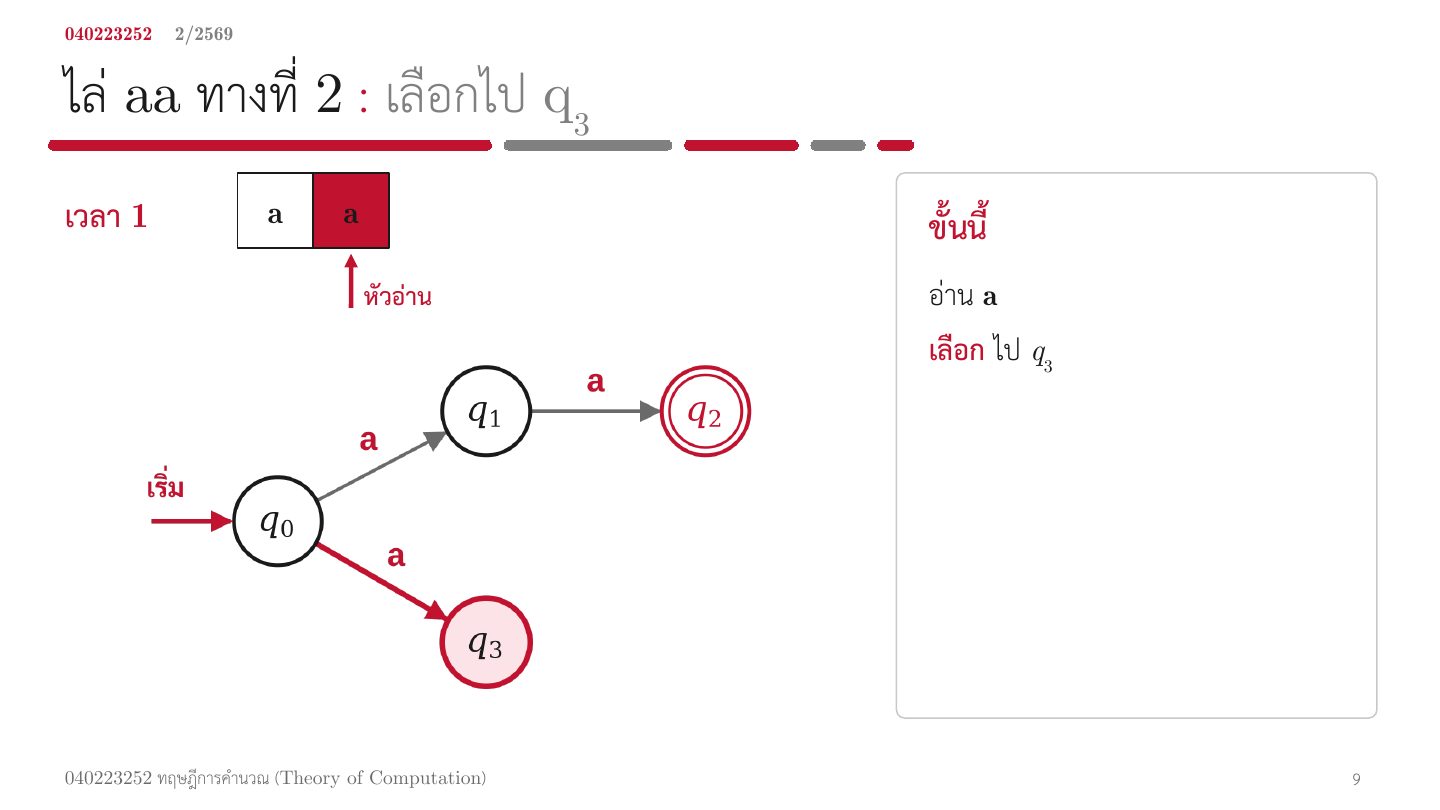 040223252 2/2569
ไล่ aa ทางที่ 2 : เลือกไป q3
เวลา 1
a a
หัวอ่าน
ขั้นนี้
อ่าน a
เลือก ไป q3
a
q1
q2
a
เริ่ม
q0
a
q3
040223252 ทฤษฎีการคำนวณ (Theory of Computation)
9